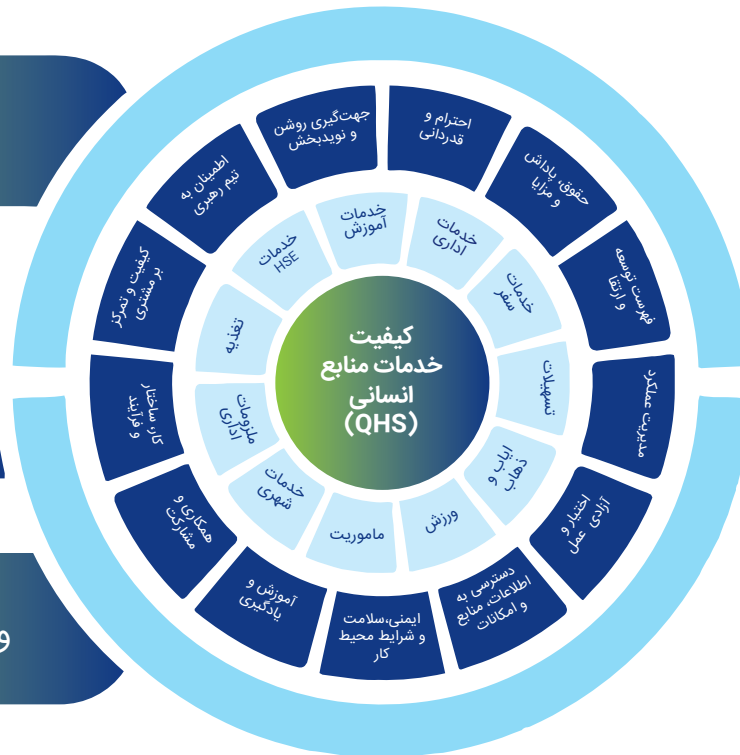 کیفیت
خدمات منابع
انسانی
(QHS)
خدمات
آموزش
خدمات
اداری
خدمات
سفر
تسهیلات
ایاب و
ذهاب
ورزش
ماموریت
خدمات
شهری
ملزومات
اداری
تغذیه
خدمات
HSE
جهت‌گیری روشن
و نویدبخش
احترام و
قدردانی
حقوق، پاداش
و مزایا
فهرست توسعه
و ارتقا
مدیریت عملکرد
اختیار و
آزادی عمل
دسترسی به
اطلاعات، منابع
و امکانات
ایمنی،سلامت
و شرایط محیط
کار
آموزش و
یادگیری
همکاری و
مشارکت
کار، ساختار
و فرآیند
کیفیت و تمرکز
بر مشتری
اطمینان به
تیم رهبری
و